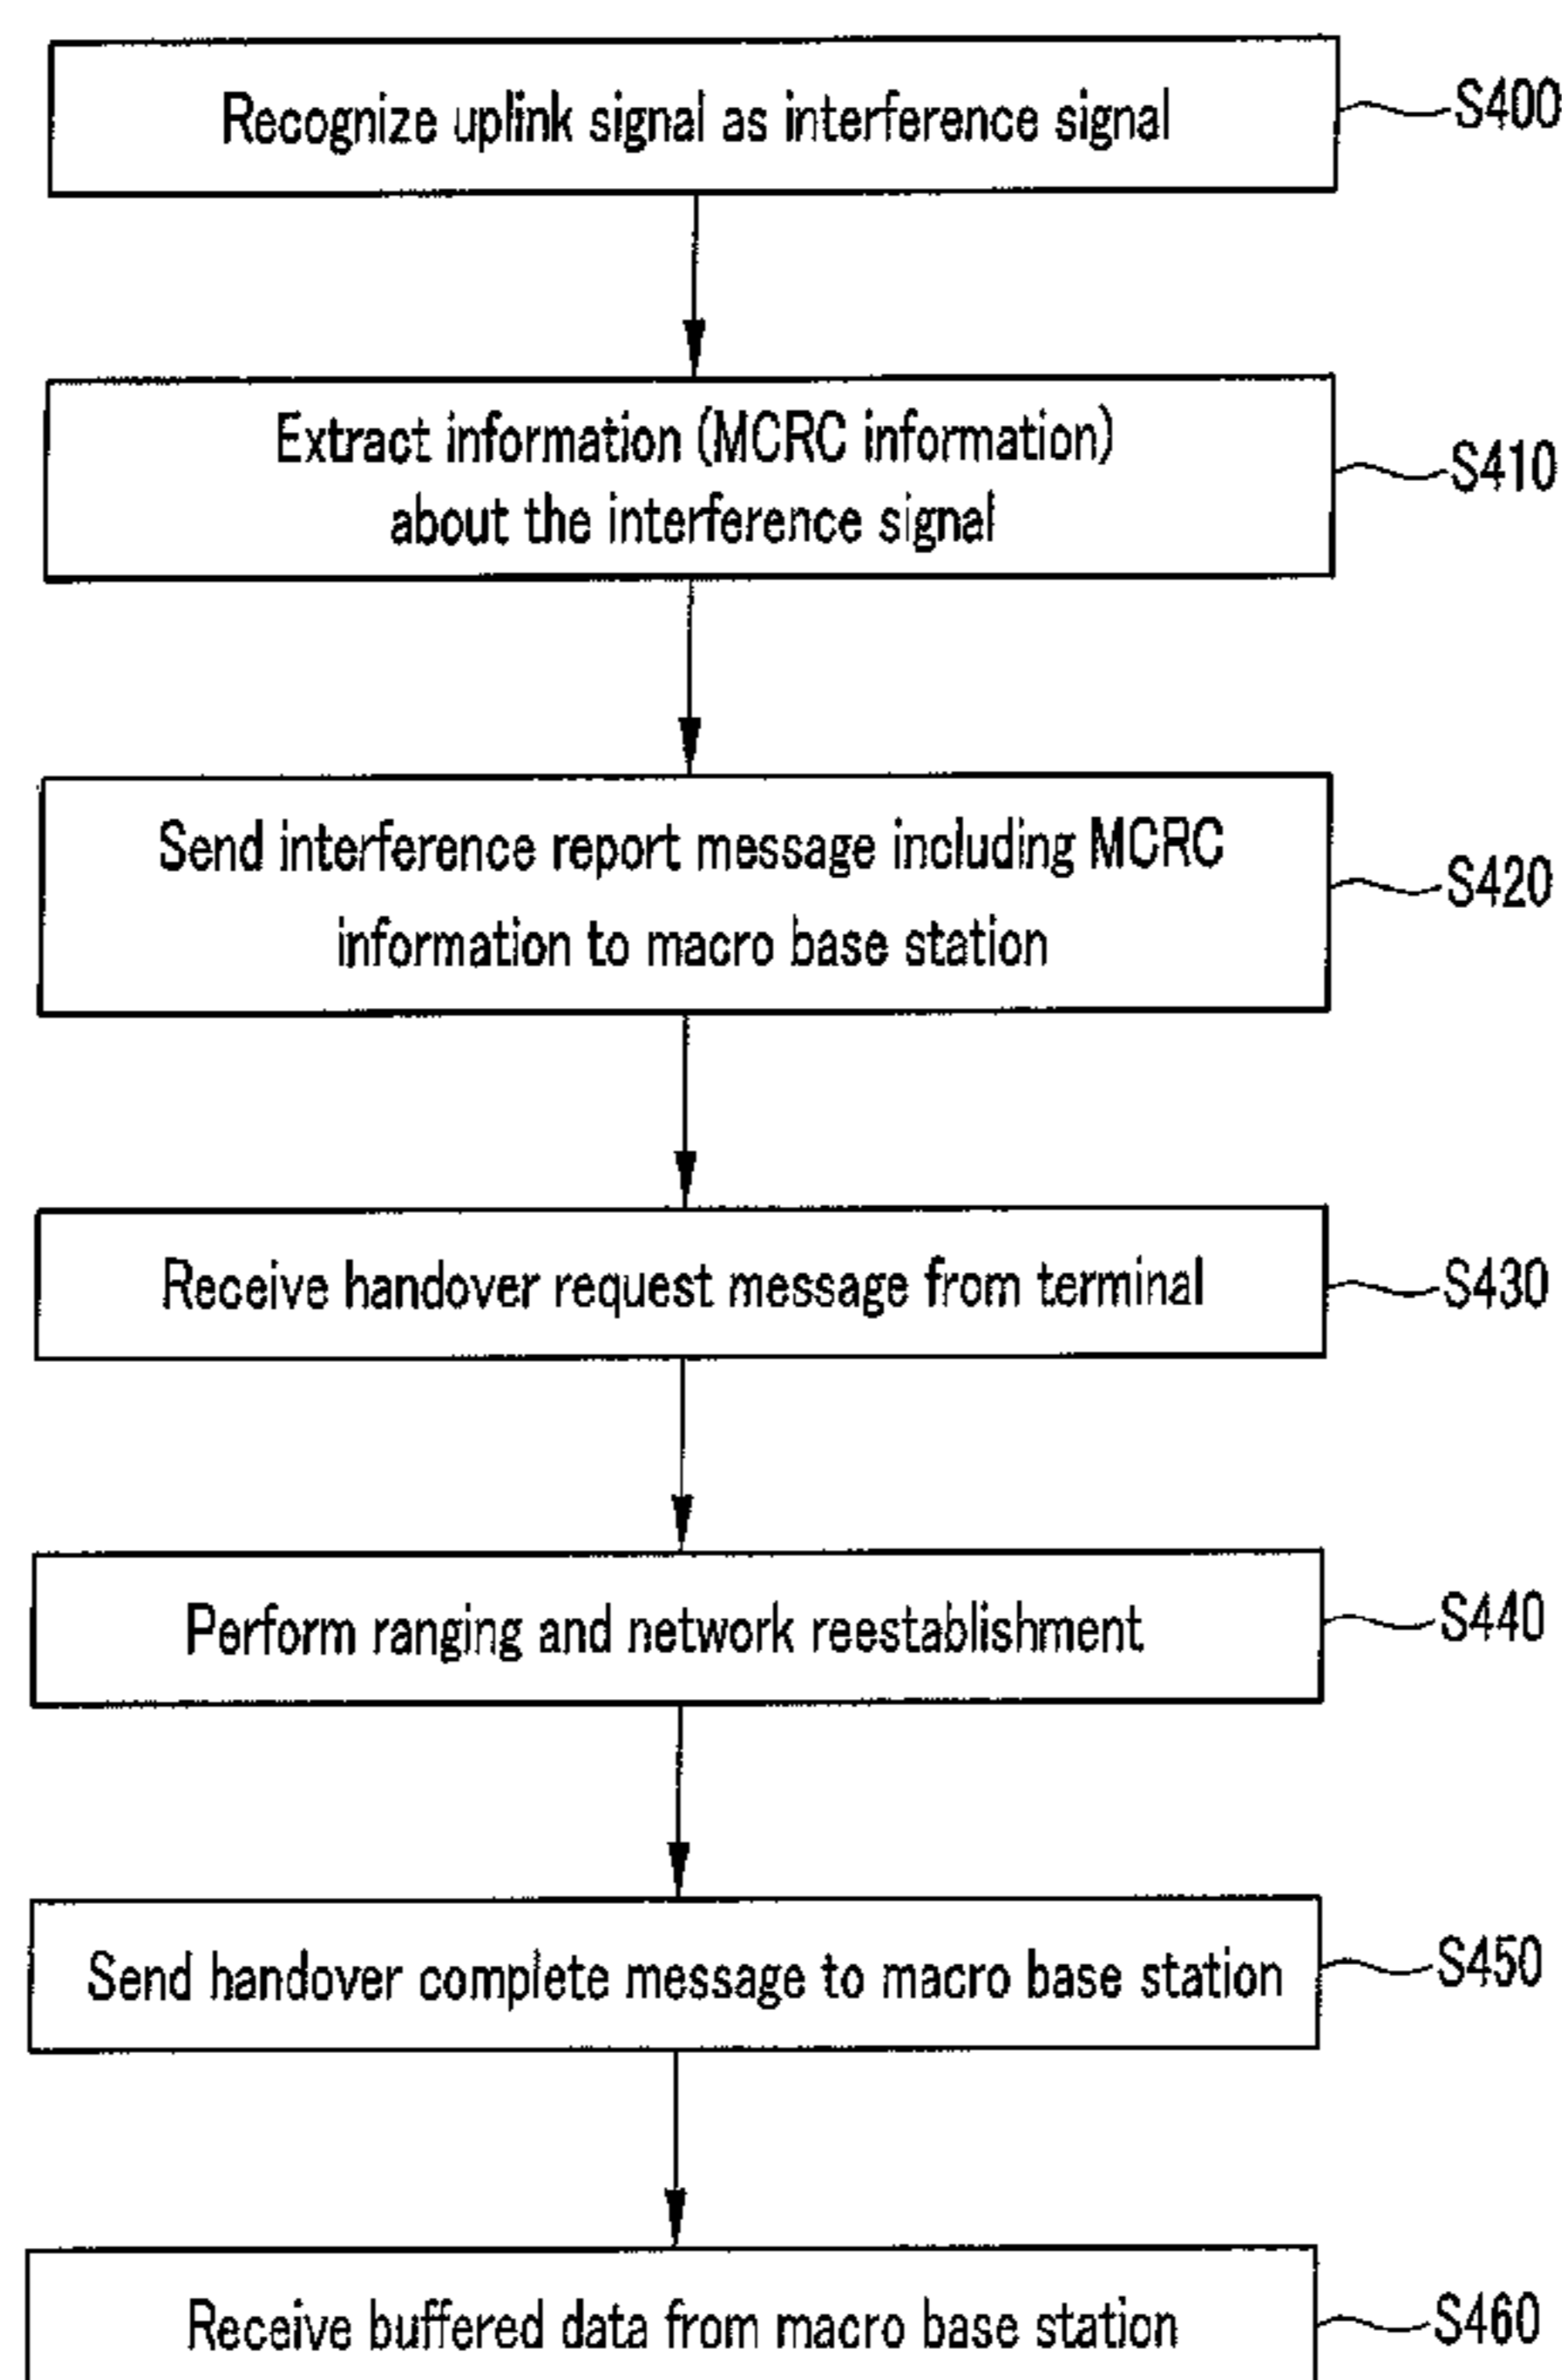 Recognize uplink signal as interference signal
S400
Extract information (MCRC information)
about the interference signal
S410
Send interference report message including MCRC
information to macro base station
S420
Receive handover request message from terminal
S430
Perform ranging and network reestablishment
S440
Send handover complete message to macro base station
S450
Receive buffered data from macro base station
S460